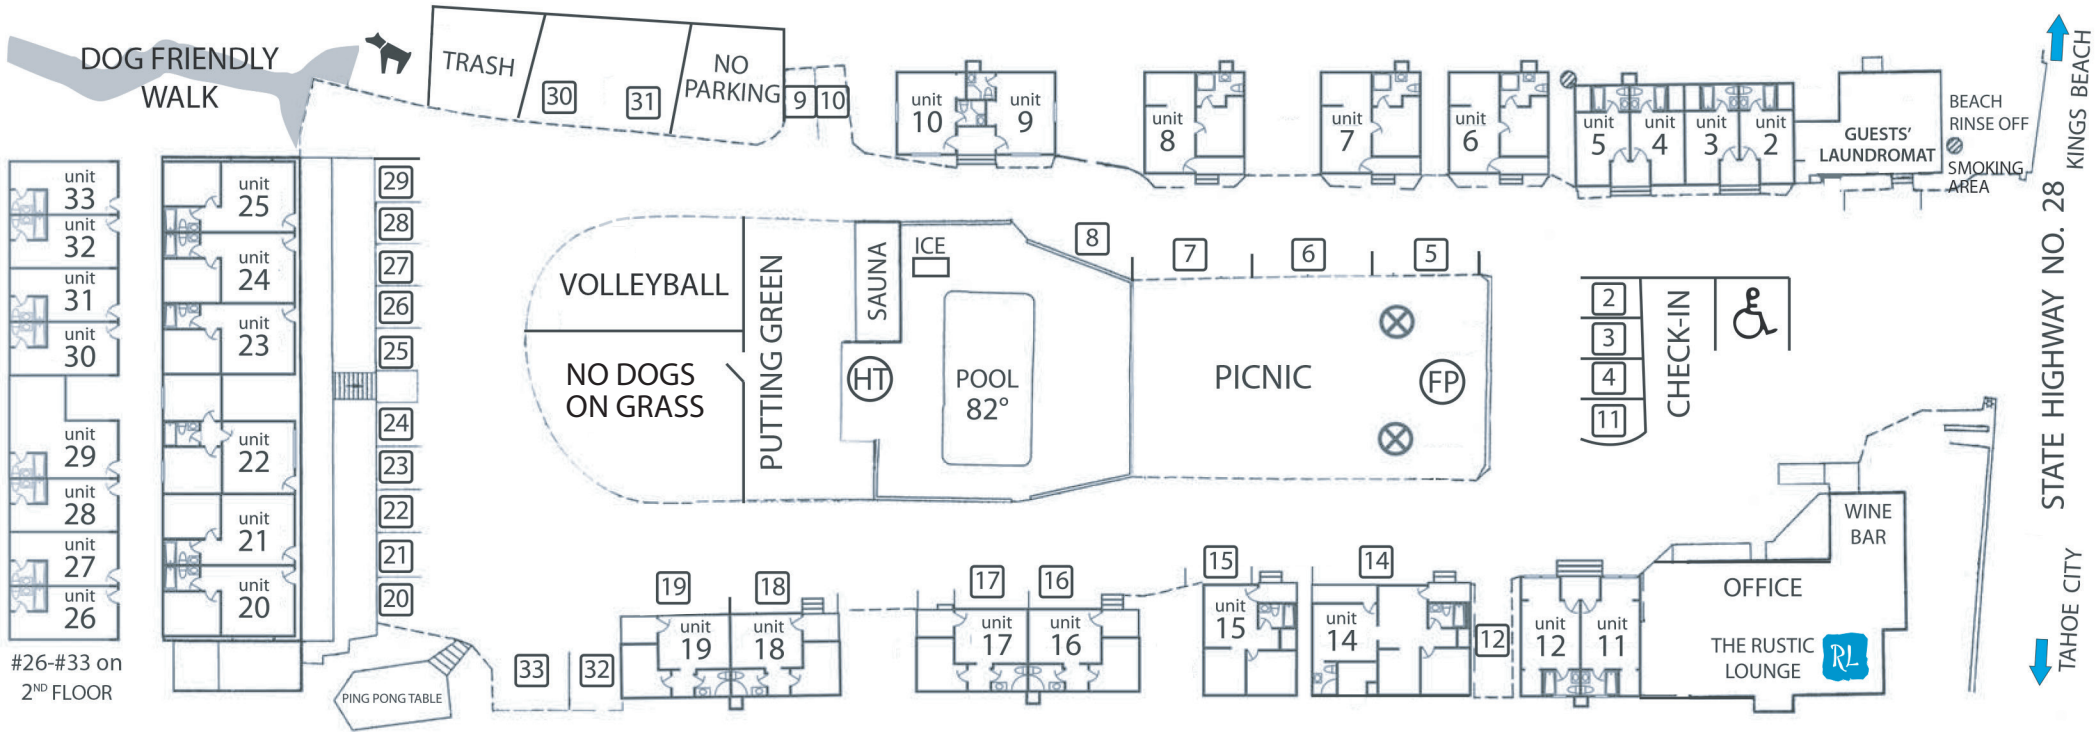 DOG FRIENDLY
WALK
TRASH
30
31
NO
PARKING
9
10
unit
10
unit
9
unit
8
unit
7
unit
6
unit
5
unit
4
unit
3
unit
2
GUESTS'
LAUNDROMAT
BEACH
RINSE OFF
SMOKING
AREA
KINGS BEACH
STATE HIGHWAY NO. 28
TAHOE CITY
unit
33
unit
32
unit
31
unit
30
unit
29
unit
28
unit
27
unit
26
#26-#33 on
2ND FLOOR
unit
25
unit
24
unit
23
unit
22
unit
21
unit
20
29
28
27
26
25
24
23
22
21
20
VOLLEYBALL
NO DOGS
ON GRASS
PUTTING GREEN
SAUNA
ICE
HT
POOL
82°
8
7
6
5
PICNIC
FP
2
3
4
11
CHECK-IN
PING PONG TABLE
33
32
19
18
unit
19
unit
18
17
16
unit
17
unit
16
15
unit
15
14
unit
14
12
unit
12
unit
11
WINE
BAR
OFFICE
THE RUSTIC
LOUNGE
RL